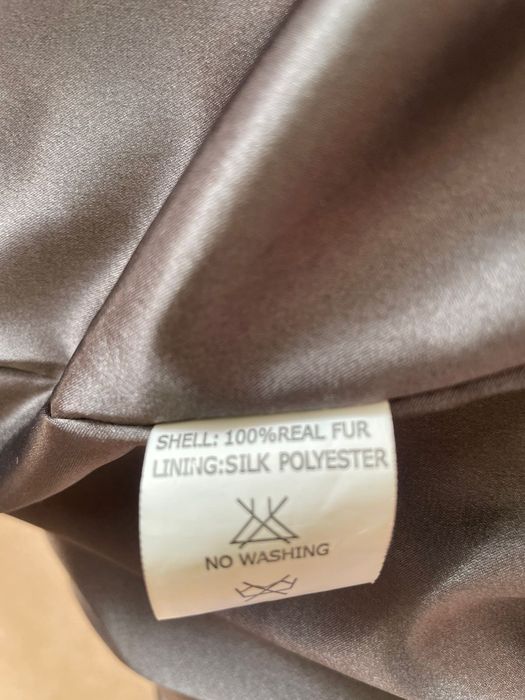 SHELL: 100%REAL FUR
LINING:SILK POLYESTER
NO WASHING